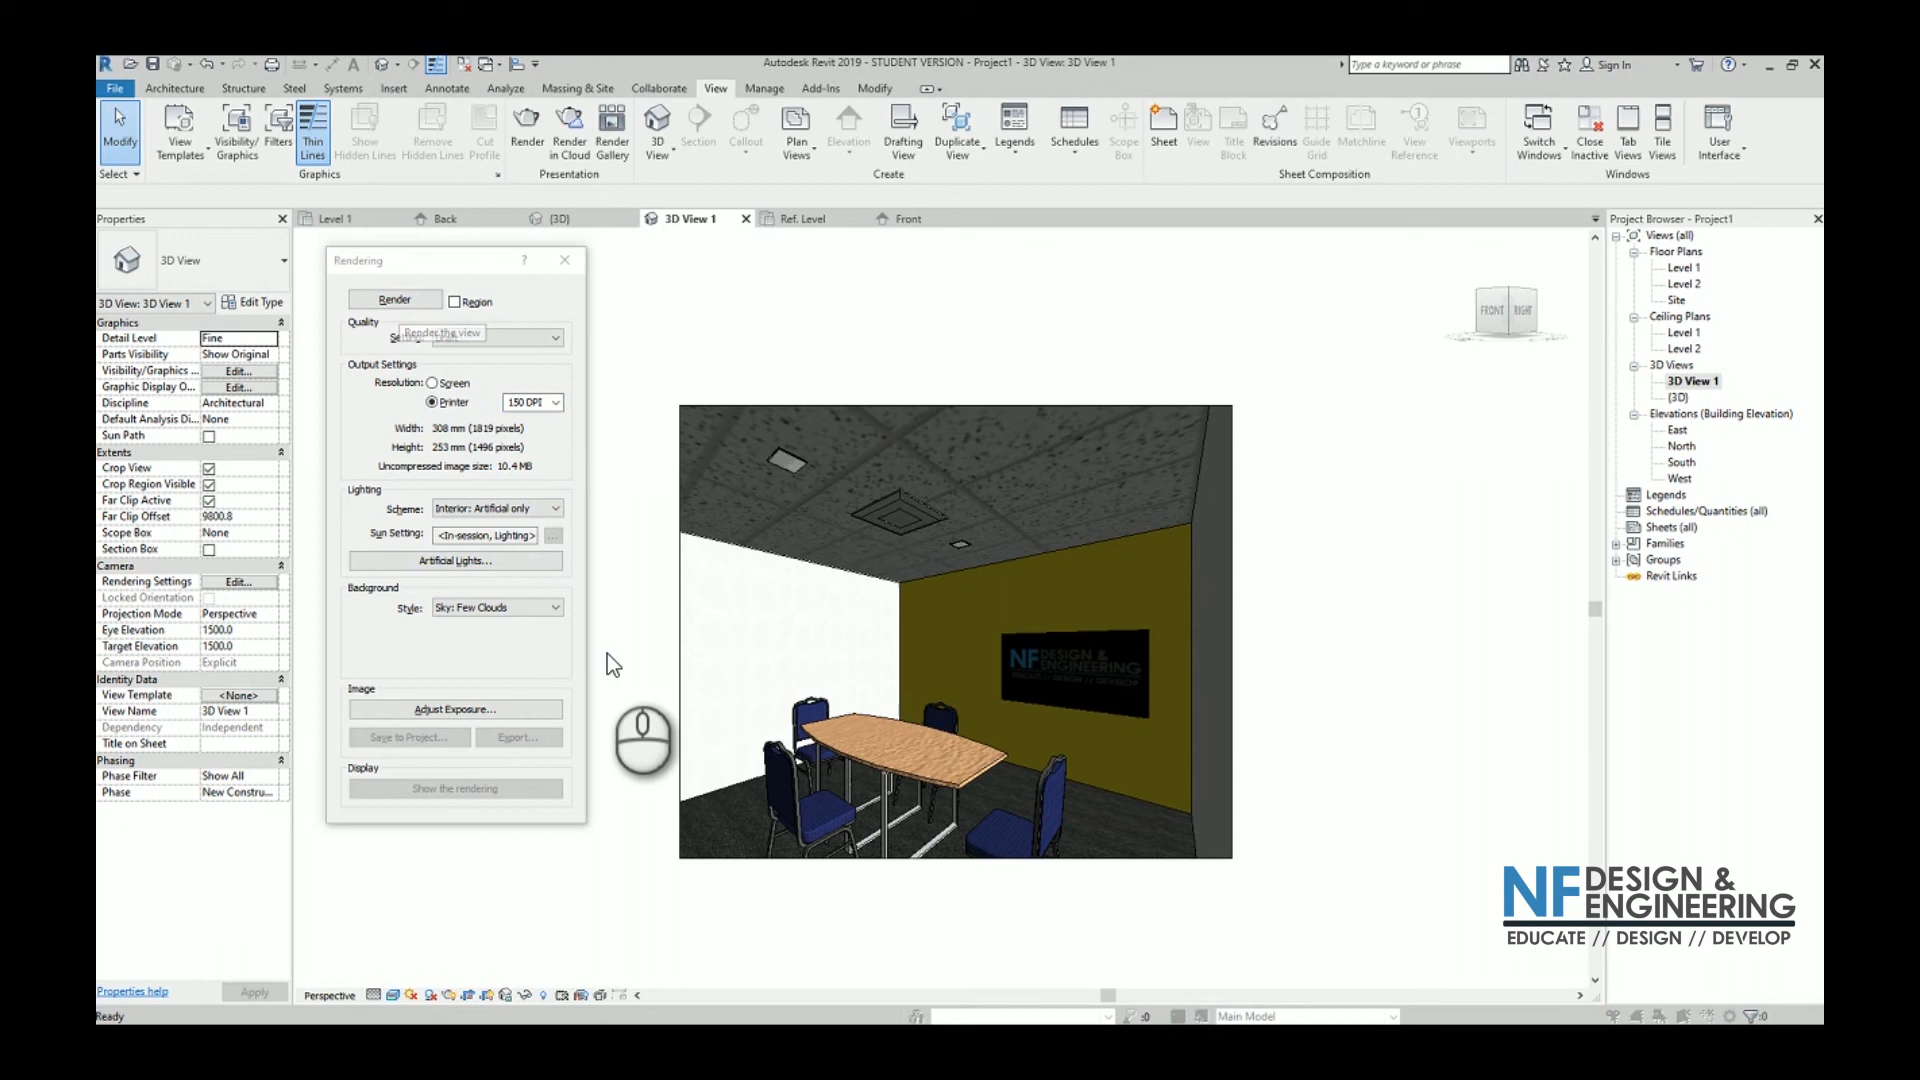 Autodesk Revit 2019 - STUDENT VERSION - Project1 - 3D View: 3D View 1
Type a keyword or phrase
Sign In
File Architecture Structure Steel Systems Insert Annotate Analyze Massing & Site Collaborate View Manage Add-Ins Modify
Modify
View Templates
Visibility/ Graphics
Filters
Thin Lines
Show Hidden Lines
Remove Hidden Lines
Cut Profile
Render
Render in Cloud
Render Gallery
3D View
Section
Callout
Plan Views
Elevation
Drafting View
Duplicate View
Legends
Schedules
Scope Box
Sheet
View
Title Block
Revisions
Guide Grid
Matchline
View Reference
Viewports
Switch Windows
Close Inactive
Tab Views
Tile Views
User Interface
Select Graphics Presentation Create Sheet Composition Windows
Properties
Level 1 Back {3D} 3D View 1 Ref. Level Front
Project Browser - Project1
3D View
3D View: 3D View 1 Edit Type
Graphics
Detail Level Fine
Parts Visibility Show Original
Visibility/Graphics ... Edit...
Graphic Display O... Edit...
Discipline Architectural
Default Analysis Di... None
Sun Path
Extents
Crop View
Crop Region Visible
Far Clip Active
Far Clip Offset 9800.8
Scope Box None
Section Box
Camera
Rendering Settings Edit...
Locked Orientation
Projection Mode Perspective
Eye Elevation 1500.0
Target Elevation 1500.0
Camera Position Explicit
Identity Data
View Template <None>
View Name 3D View 1
Dependency Independent
Title on Sheet
Phasing
Phase Filter Show All
Phase New Constru...
Properties help Apply
Rendering ?
Render Region
Quality
Render the view
Output Settings
Resolution: Screen
Printer 150 DPI
Width: 308 mm (1819 pixels)
Height: 253 mm (1496 pixels)
Uncompressed image size: 10.4 MB
Lighting
Scheme: Interior: Artificial only
Sun Setting: <In-session, Lighting> ...
Artificial Lights...
Background
Style: Sky: Few Clouds
Image
Adjust Exposure...
Save to Project... Export...
Display
Show the rendering
FRONT RIGHT
NF DESIGN &
ENGINEERING
EDUCATE // DESIGN // DEVELOP
Views (all)
Floor Plans
Level 1
Level 2
Site
Ceiling Plans
Level 1
Level 2
3D Views
3D View 1
{3D}
Elevations (Building Elevation)
East
North
South
West
Legends
Schedules/Quantities (all)
Sheets (all)
Families
Groups
Revit Links
NF DESIGN &
ENGINEERING
EDUCATE // DESIGN // DEVELOP
Perspective
Ready
:0
Main Model
:0